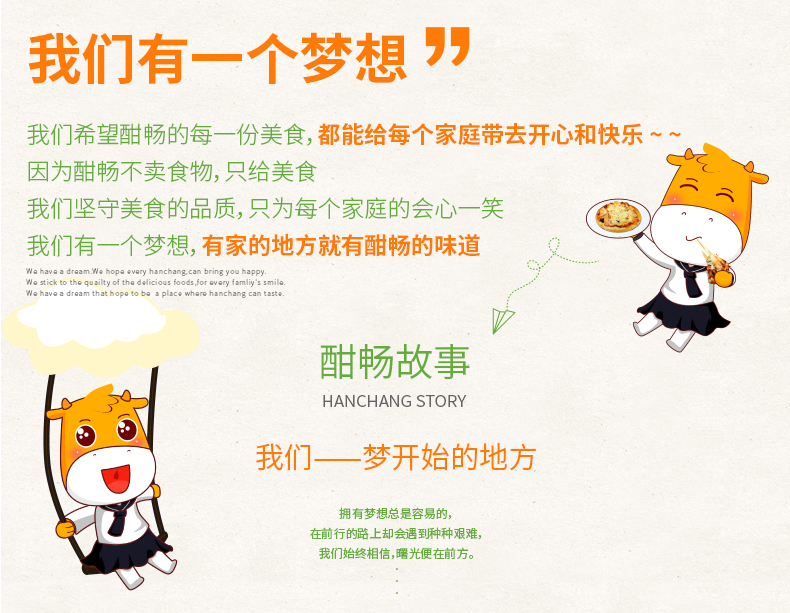 我们有一个梦想”
我们希望酣畅的每一份美食，都能给每个家庭带去开心和快乐 ~ ~
因为酣畅不卖食物，只给美食
我们坚守美食的品质，只为每个家庭的会心一笑
我们有一个梦想，有家的地方就有酣畅的味道
We have a dream.We hope every hanchang,can bring you happy.
We stick to the quailty of the delicious foods,for every famliy's smile.
We have a dream that hope to be a place where hanchang can taste.
酣畅故事
HANCHANG STORY
我们——梦开始的地方
拥有梦想总是容易的，
在前行的路上却会遇到种种艰难，
我们始终相信，曙光便在前方。